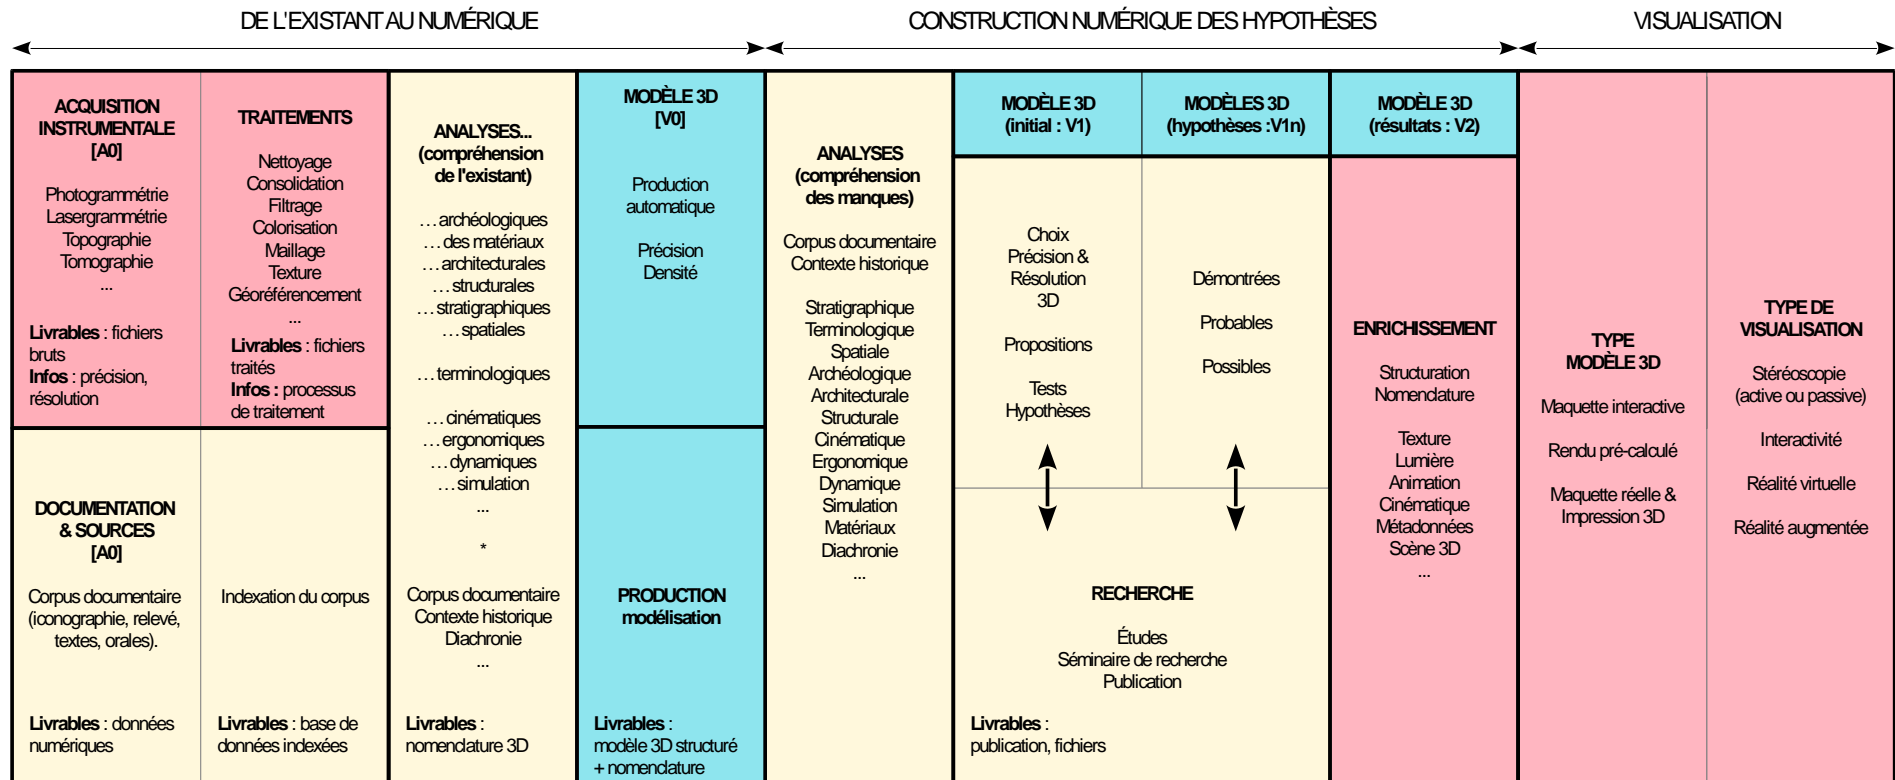 DE L'EXISTANT AU NUMÉRIQUE
CONSTRUCTION NUMÉRIQUE DES HYPOTHÈSES
VISUALISATION
ACQUISITION
INSTRUMENTALE
[A0]
Photogrammétrie
Lasergrammétrie
Topographie
Tomographie
...
Livrables : fichiers
bruts
Infos : précision,
résolution
TRAITEMENTS
Nettoyage
Consolidation
Filtrage
Colorisation
Maillage
Texture
Géoréférencement
...
Livrables : fichiers
traités
Infos : processus
de traitement
DOCUMENTATION
& SOURCES
[A0]
Corpus documentaire
(iconographie, relevé,
textes, orales).
Livrables : données
numériques
Indexation du corpus
Livrables : base de
données indexées
ANALYSES...
(compréhension
de l'existant)
...archéologiques
...des matériaux
...architecturales
...structurales
...stratigraphiques
...spatiales
...terminologiques
...cinématiques
...ergonomiques
...dynamiques
...simulation
...
*
Corpus documentaire
Contexte historique
Diachronie
...
Livrables :
nomenclature 3D
MODÈLE 3D
[V0]
Production
automatique
Précision
Densité
PRODUCTION
modélisation
Livrables :
modèle 3D structuré
+ nomenclature
ANALYSES
(compréhension
des manques)
Corpus documentaire
Contexte historique
Stratigraphique
Terminologique
Spatiale
Archéologique
Architecturale
Structurale
Cinématique
Ergonomique
Dynamique
Simulation
Matériaux
Diachronie
...
MODÈLE 3D
(initial : V1)
Choix
Précision &
Résolution
3D
Propositions
Tests
Hypothèses
MODÈLES 3D
(hypothèses :V1n)
Démontrées
Probables
Possibles
RECHERCHE
Études
Séminaire de recherche
Publication
Livrables :
publication, fichiers
MODÈLE 3D
(résultats : V2)
ENRICHISSEMENT
Structuration
Nomenclature
Texture
Lumière
Animation
Cinématique
Métadonnées
Scène 3D
...
TYPE
MODÈLE 3D
Maquette interactive
Rendu pré-calculé
Maquette réelle &
Impression 3D
TYPE DE
VISUALISATION
Stéréoscopie
(active ou passive)
Interactivité
Réalité virtuelle
Réalité augmentée